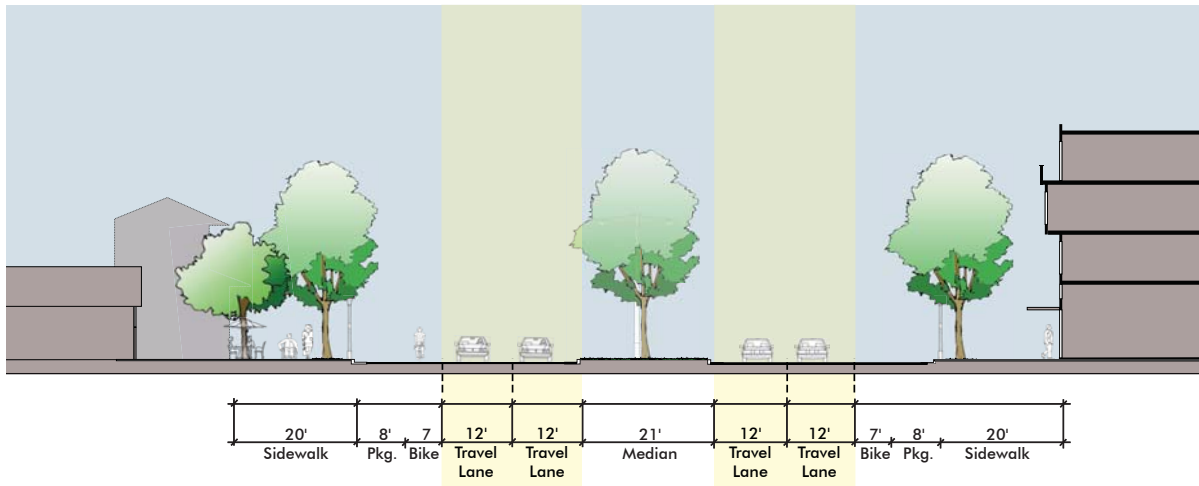 20' 8' 7 12' 12' 21' 12' 12' 7' 8' 20'
Sidewalk Pkg. Bike Travel Travel Median Travel Travel Bike Pkg. Sidewalk
Lane Lane Lane Lane